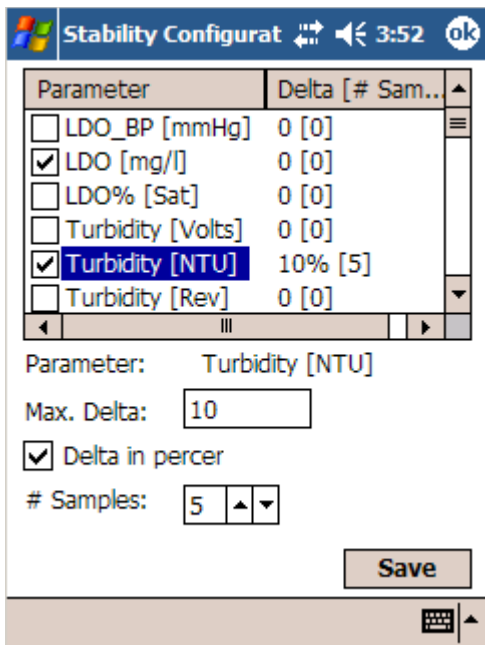 Stability Configurat 3:52 ok
Parameter Delta [# Sam...
LDO_BP [mmHg] 0 [0]
LDO [mg/l] 0 [0]
LDO% [Sat] 0 [0]
Turbidity [Volts] 0 [0]
Turbidity [NTU] 10% [5]
Turbidity [Rev] 0 [0]
Parameter: Turbidity [NTU]
Max. Delta: 10
Delta in percer
# Samples: 5
Save